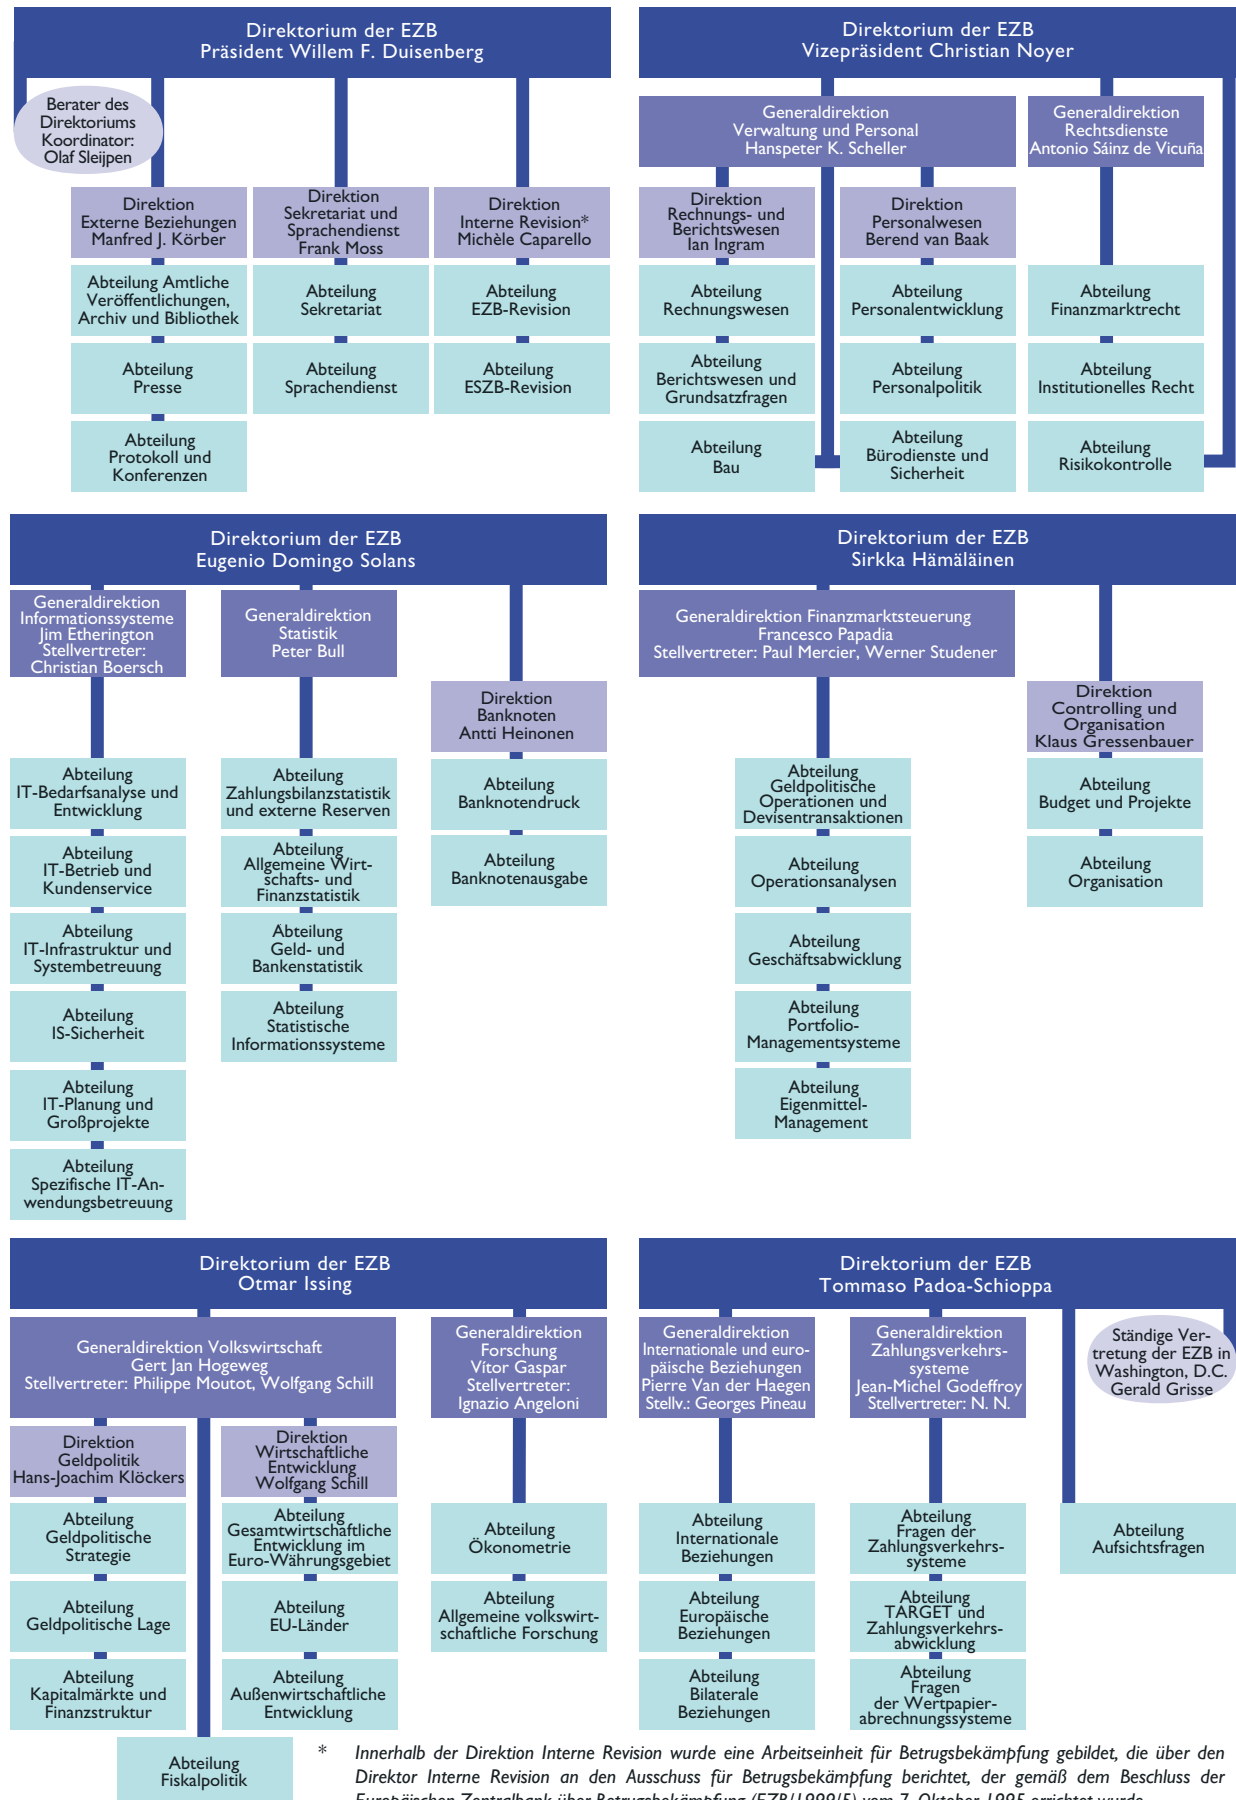 Direktorium der EZB
Präsident Willem F. Duisenberg
Berater des
Direktoriums
Koordinator:
Olaf Sleijpen
Direktion
Externe Beziehungen
Manfred J. Körber
Abteilung Amtliche
Veröffentlichungen,
Archiv und Bibliothek
Abteilung
Presse
Abteilung
Protokoll und
Konferenzen
Direktion
Sekretariat und
Sprachendienst
Frank Moss
Abteilung
Sekretariat
Abteilung
Sprachendienst
Direktion
Interne Revision*
Michèle Caparello
Abteilung
EZB-Revision
Abteilung
ESZB-Revision
Direktorium der EZB
Vizepräsident Christian Noyer
Generaldirektion
Verwaltung und Personal
Hanspeter K. Scheller
Direktion
Rechnungs- und
Berichtswesen
Ian Ingram
Abteilung
Rechnungswesen
Abteilung
Berichtswesen und
Grundsatzfragen
Abteilung
Bau
Direktion
Personalwesen
Berend van Baak
Abteilung
Personalentwicklung
Abteilung
Personalpolitik
Abteilung
Bürodienste und
Sicherheit
Generaldirektion
Rechtsdienste
Antonio Sáinz de Vicuña
Abteilung
Finanzmarktrecht
Abteilung
Institutionelles Recht
Abteilung
Risikokontrolle
Direktorium der EZB
Eugenio Domingo Solans
Generaldirektion
Informationssysteme
Jim Etherington
Stellvertreter:
Christian Boersch
Abteilung
IT-Bedarfsanalyse und
Entwicklung
Abteilung
IT-Betrieb und
Kundenservice
Abteilung
IT-Infrastruktur und
Systembetreuung
Abteilung
IS-Sicherheit
Abteilung
IT-Planung und
Großprojekte
Abteilung
Spezifische IT-An-
wendungsbetreuung
Generaldirektion
Statistik
Peter Bull
Abteilung
Zahlungsbilanzstatistik
und externe Reserven
Abteilung
Allgemeine Wirt-
schafts- und
Finanzstatistik
Abteilung
Geld- und
Bankenstatistik
Abteilung
Statistische
Informationssysteme
Direktion
Banknoten
Antti Heinonen
Abteilung
Banknotendruck
Abteilung
Banknotenausgabe
Direktorium der EZB
Sirkka Hämäläinen
Generaldirektion Finanzmarktsteuerung
Francesco Papadia
Stellvertreter: Paul Mercier, Werner Studener
Abteilung
Geldpolitische
Operationen und
Devisentransaktionen
Abteilung
Operationsanalysen
Abteilung
Geschäftsabwicklung
Abteilung
Portfolio-
Managementsysteme
Abteilung
Eigenmittel-
Management
Direktion
Controlling und
Organisation
Klaus Gressenbauer
Abteilung
Budget und Projekte
Abteilung
Organisation
Direktorium der EZB
Otmar Issing
Generaldirektion Volkswirtschaft
Gert Jan Hogeweg
Stellvertreter: Philippe Moutot, Wolfgang Schill
Direktion
Geldpolitik
Hans-Joachim Klöckers
Abteilung
Geldpolitische
Strategie
Abteilung
Geldpolitische Lage
Abteilung
Kapitalmärkte und
Finanzstruktur
Direktion
Wirtschaftliche
Entwicklung
Wolfgang Schill
Abteilung
Gesamtwirtschaftliche
Entwicklung im
Euro-Währungsgebiet
Abteilung
EU-Länder
Abteilung
Außenwirtschaftliche
Entwicklung
Abteilung
Fiskalpolitik
Generaldirektion
Forschung
Vítor Gaspar
Stellvertreter:
Ignazio Angeloni
Abteilung
Ökonometrie
Abteilung
Allgemeine volkswirt-
schaftliche Forschung
Direktorium der EZB
Tommaso Padoa-Schioppa
Generaldirektion
Internationale und euro-
päische Beziehungen
Pierre Van der Haegen
Stellv.: Georges Pineau
Abteilung
Internationale
Beziehungen
Abteilung
Europäische
Beziehungen
Abteilung
Bilaterale
Beziehungen
Generaldirektion
Zahlungsverkehrs-
systeme
Jean-Michel Godeffroy
Stellvertreter: N. N.
Abteilung
Fragen der
Zahlungsverkehrs-
systeme
Abteilung
TARGET und
Zahlungsverkehrs-
abwicklung
Abteilung
Fragen
der Wertpapier-
abrechnungssysteme
Ständige Ver-
tretung der EZB in
Washington, D.C.
Gerald Grisse
Abteilung
Aufsichtsfragen
* Innerhalb der Direktion Interne Revision wurde eine Arbeitseinheit für Betrugsbekämpfung gebildet, die über den
Direktor Interne Revision an den Ausschuss für Betrugsbekämpfung berichtet, der gemäß dem Beschluss der
Europäischen Zentralbank über Betrugsbekämpfung (EZB/1999/5) vom 7. Oktober 1995 errichtet wurde